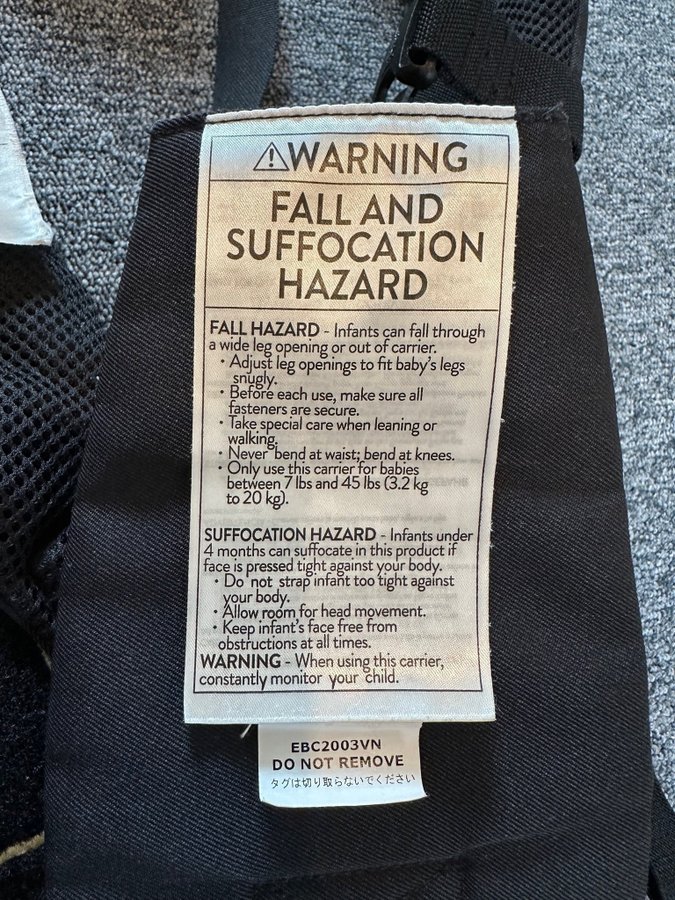 ⚠WARNING
FALL AND
SUFFOCATION
HAZARD
FALL HAZARD - Infants can fall through
a wide leg opening or out of carrier.
• Adjust leg openings to fit baby's legs
snugly.
• Before each use, make sure all
fasteners are secure.
• Take special care when leaning or
walking.
• Never bend at waist; bend at knees.
• Only use this carrier for babies
between 7 lbs and 45 lbs (3.2 kg
to 20 kg).
SUFFOCATION HAZARD - Infants under
4 months can suffocate in this product if
face is pressed tight against your body.
• Do not strap infant too tight against
your body.
• Allow room for head movement.
• Keep infant's face free from
obstructions at all times.
WARNING - When using this carrier,
constantly monitor your child.
EBC2003VN
DO NOT REMOVE
タグは切り取らないでください